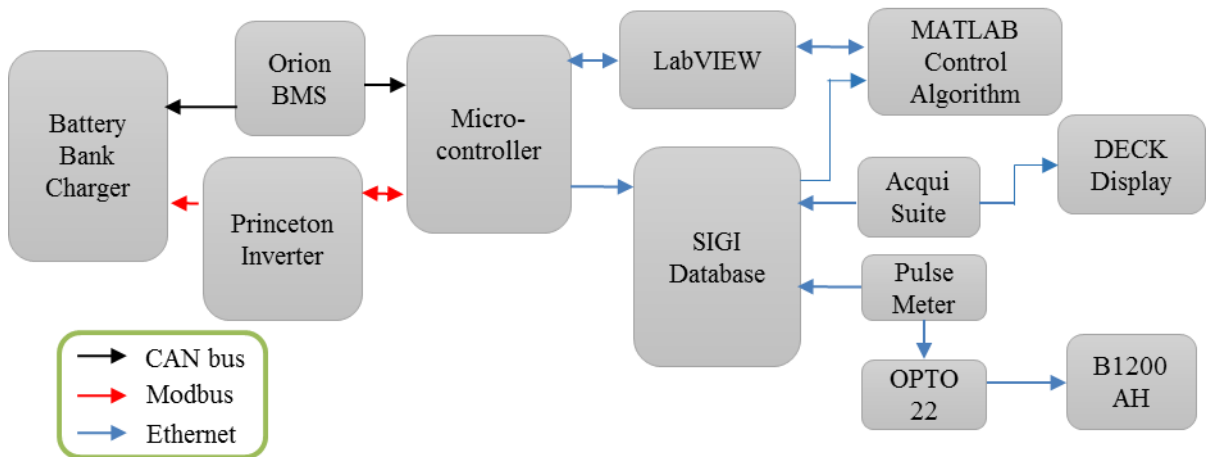 Battery
Bank
Charger
Orion
BMS
Princeton
Inverter
Micro-
controller
LabVIEW
MATLAB
Control
Algorithm
SIGI
Database
Acqui
Suite
DECK
Display
Pulse
Meter
OPTO
22
B1200
AH
CAN bus
Modbus
Ethernet